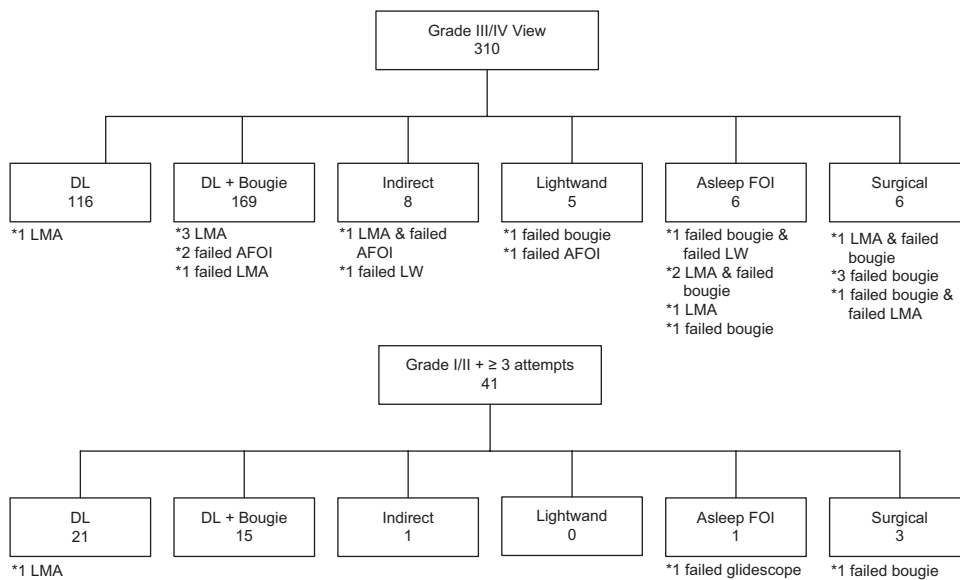 Grade III/IV View
310
DL
116
*1 LMA
DL + Bougie
169
*3 LMA
*2 failed AFOI
*1 failed LMA
Indirect
8
*1 LMA & failed
AFOI
*1 failed LW
Lightwand
5
*1 failed bougie
*1 failed AFOI
Asleep FOI
6
*1 failed bougie &
failed LW
*2 LMA & failed
bougie
*1 LMA
*1 failed bougie
Surgical
6
*1 LMA & failed
bougie
*3 failed bougie
*1 failed bougie &
failed LMA
Grade I/II + ≥ 3 attempts
41
DL
21
*1 LMA
DL + Bougie
15
Indirect
1
Lightwand
0
Asleep FOI
1
*1 failed glidescope
Surgical
3
*1 failed bougie